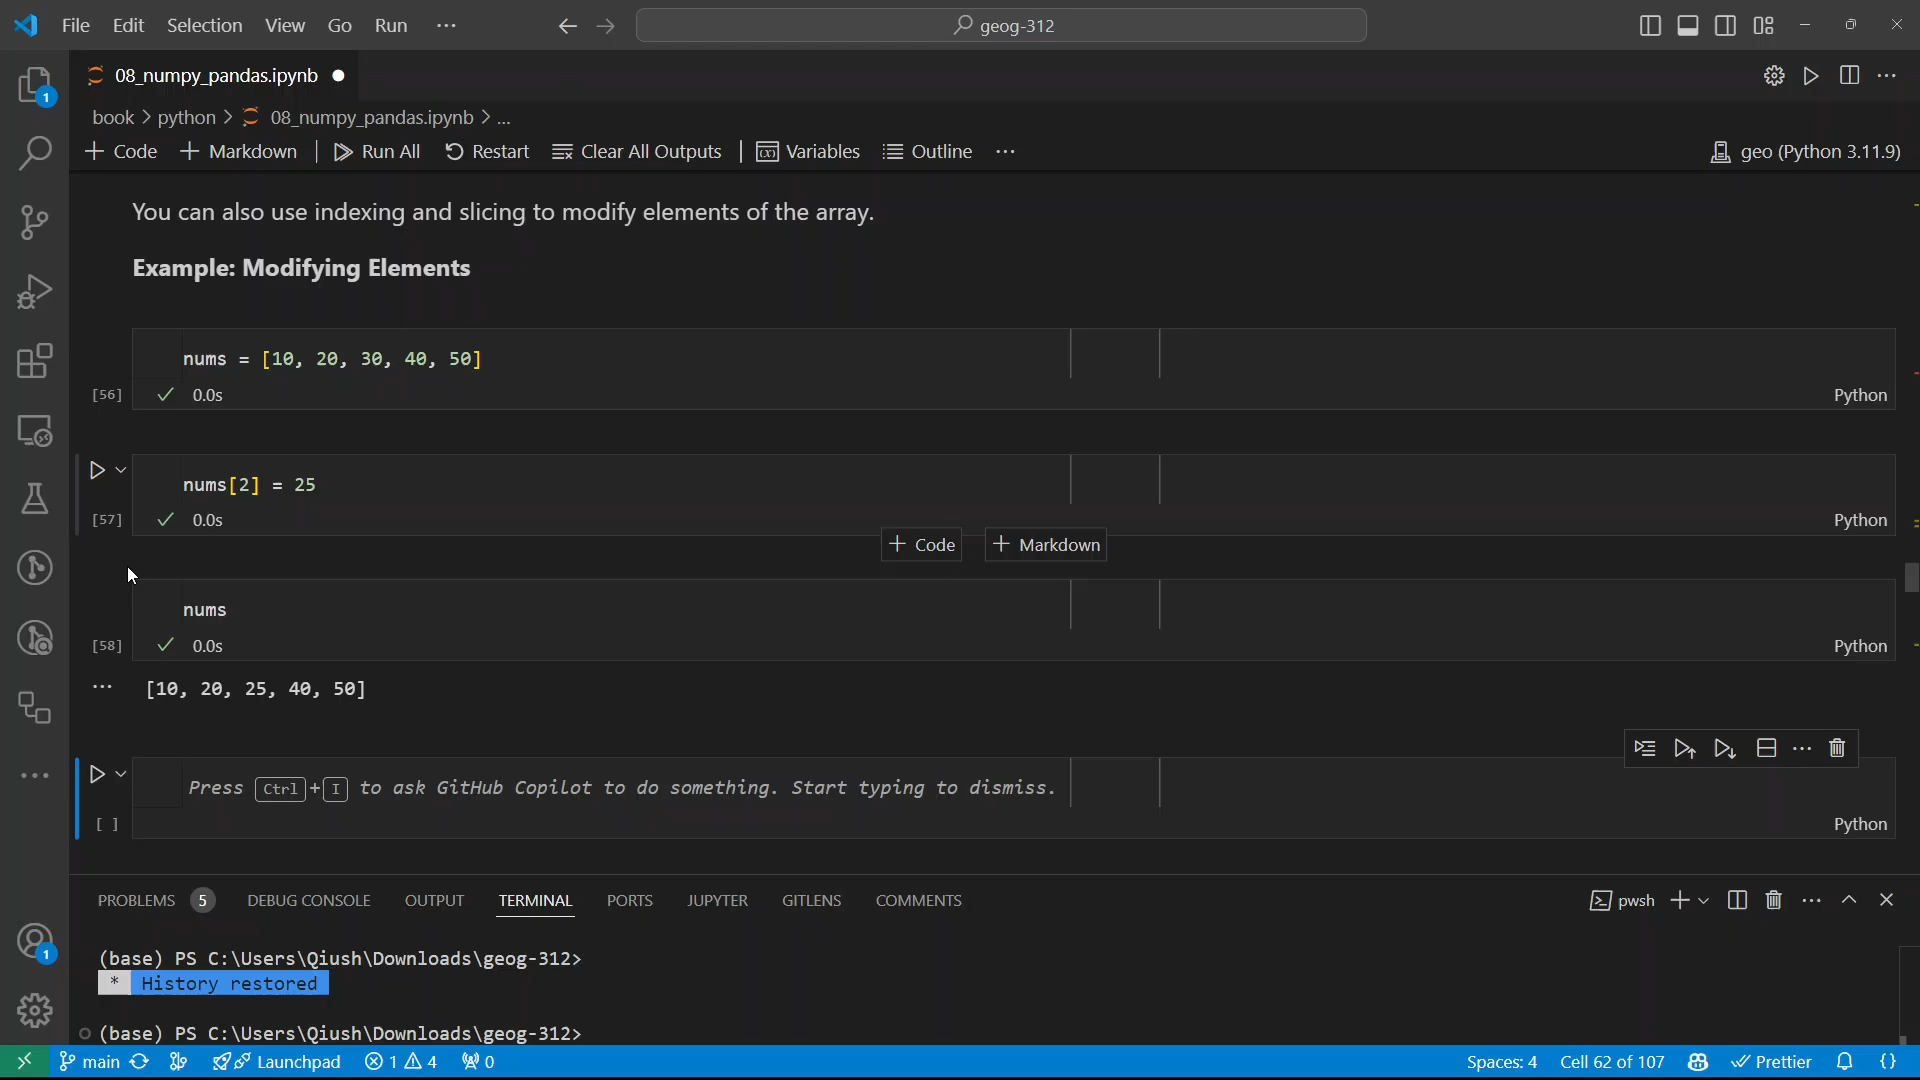 File Edit Selection View Go Run ··· geog-312
08_numpy_pandas.ipynb
1
book > python > 08_numpy_pandas.ipynb > ...
+ Code + Markdown Run All Restart Clear All Outputs Variables Outline ··· geo (Python 3.11.9)
You can also use indexing and slicing to modify elements of the array.
Example: Modifying Elements
nums = [10, 20, 30, 40, 50]
[56] ✓ 0.0s Python
nums[2] = 25
[57] ✓ 0.0s Python
+ Code + Markdown
nums
[58] ✓ 0.0s Python
··· [10, 20, 25, 40, 50]
Press Ctrl+I to ask GitHub Copilot to do something. Start typing to dismiss.
[ ] Python
PROBLEMS 5 DEBUG CONSOLE OUTPUT TERMINAL PORTS JUPYTER GITLENS COMMENTS pwsh
1
(base) PS C:\Users\Qiush\Downloads\geog-312>
* History restored
(base) PS C:\Users\Qiush\Downloads\geog-312>
main Launchpad 1 4 0 Spaces: 4 Cell 62 of 107 Prettier {}